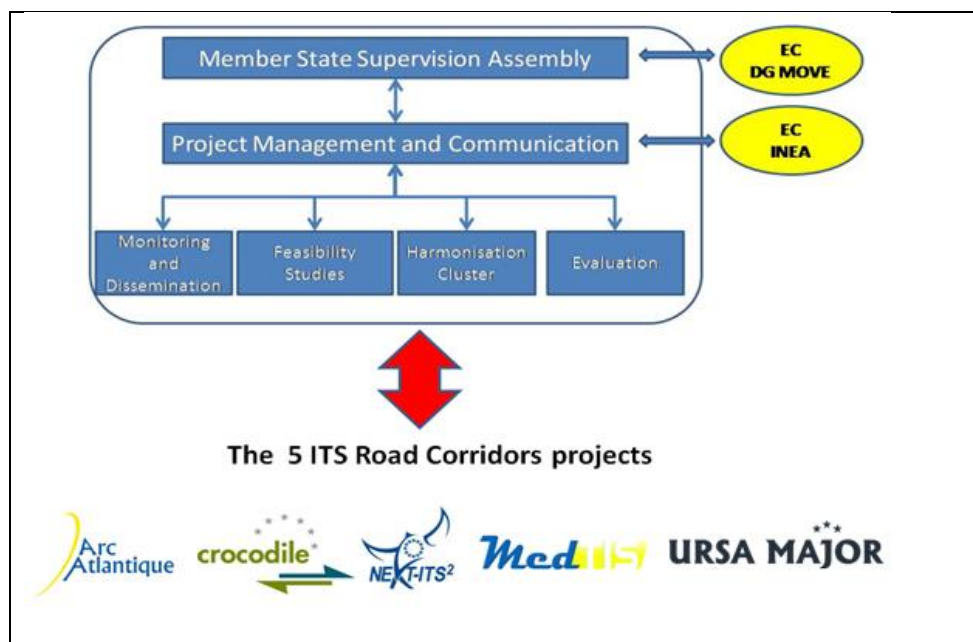 Member State Supervision Assembly
EC
DG MOVE
Project Management and Communication
EC
INEA
Monitoring
and
Dissemination
Feasibility
Studies
Harmonisation
Cluster
Evaluation
The 5 ITS Road Corridors projects
Arc
Atlantique
crocodile
NEXT-ITS²
MedTIS
URSA MAJOR